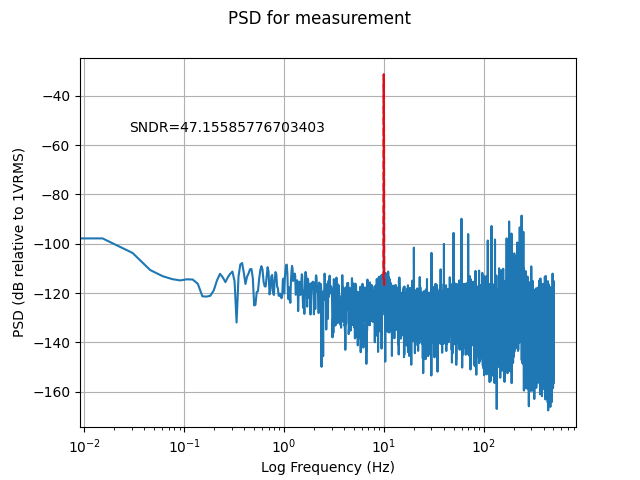 PSD for measurement
SNDR=47.15585776703403
PSD (dB relative to 1VRMS)
−40
−60
−80
−100
−120
−140
−160
10⁻² 10⁻¹ 10⁰ 10¹ 10²
Log Frequency (Hz)